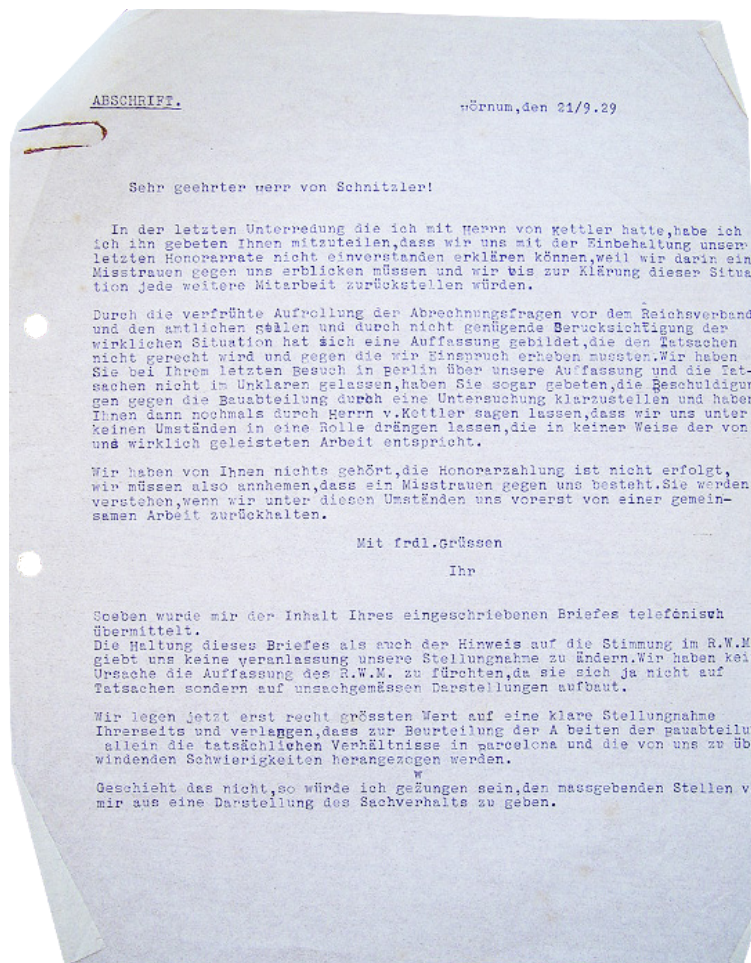 ABSCHRIFT.
wörnum,den 21/9.29
Sehr geehrter Herr von Schnitzler!
In der letzten Unterredung die ich mit Herrn von Kettler hatte,habe ich
ich ihn gebeten Ihnen mitzuteilen,dass wir uns mit der Einbehaltung unser
letzten Honorarrate nicht einverstanden erklären können,weil wir darin ein
Misstrauen gegen uns erblicken müssen und wir bis zur Klärung dieser Situa
tion jede weitere Mitarbeit zurückstellen würden.
Durch die verfrühte Aufrollung der Abrechnungsfragen vor dem Reichsverband
und den amtlichen stellen und durch nicht genügende Berucksichtigung der
wirklichen Situation hat sich eine Auffassung gebildet,die den Tatsachen
nicht gerecht wird und gegen die wir Einspruch erheben mussten.Wir haben
Sie bei Ihrem letzten Besuch in Berlin über unsere Auffassung und die Tat-
sachen nicht im Unklaren gelassen,haben Sie sogar gebeten,die Beschuldigun
gen gegen die Bauabteilung durch eine Untersuchung klarzustellen und haben
Ihnen dann nochmals durch Herrn v.Kettler sagen lassen,dass wir uns unter
keinen Umständen in eine Rolle drängen lassen,die in keiner Weise der von
uns wirklich geleisteten Arbeit entspricht.
Wir haben von Ihnen nichts gehört,die Honorarzahlung ist nicht erfolgt,
wir müssen also annhemen,dass ein Misstrauen gegen uns besteht.Sie werden
verstehen,wenn wir unter diesen Umständen uns vorerst von einer gemein-
samen Arbeit zurückhalten.
Mit frdl.Grüssen
Ihr
Soeben wurde mir der Inhalt Ihres eingeschriebenen Briefes telefonisch
übermittelt.
Die Haltung dieses Briefes als auch der Hinweis auf die Stimmung im R.W.M
giebt uns keine Veranlassung unsere Stellungnahme zu ändern.Wir haben kei
Ursache die Auffassung des R.W.M. zu fürchten,da sie sich ja nicht auf
Tatsachen sondern auf unsachgemässen Darstellungen aufbaut.
Wir legen jetzt erst recht grössten Wert auf eine klare Stellungnahme
Ihrerseits und verlangen,dass zur Beurteilung der A beiten der Bauabteilu
allein die tatsächlichen Verhältnisse in Barcelona und die von uns zu üb
windenden Schwierigkeiten herangezogen werden.
w
Geschieht das nicht,so würde ich gezungen sein,den massgebenden Stellen v
mir aus eine Darstellung des Sachverhalts zu geben.